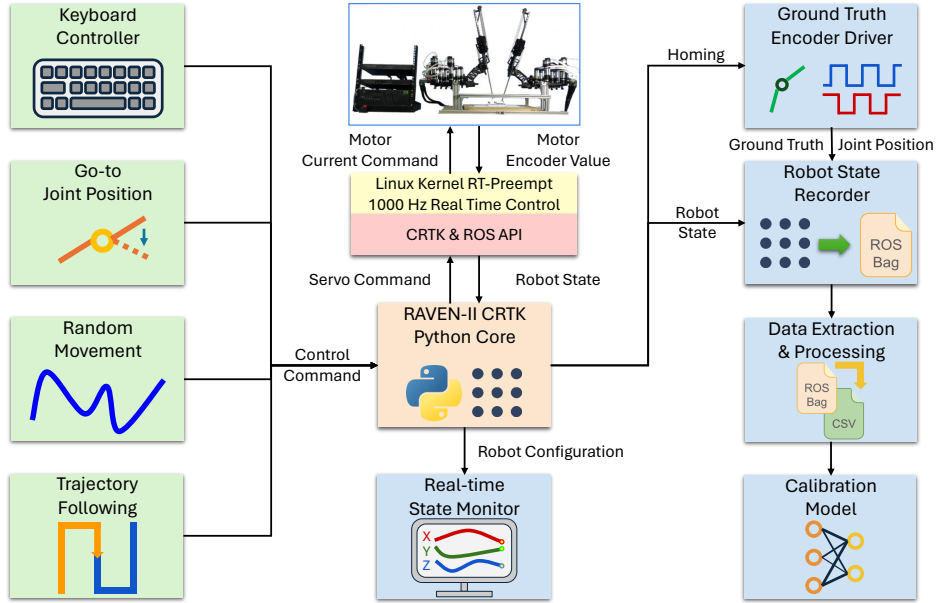 Keyboard
Controller
Go-to
Joint Position
Random
Movement
Trajectory
Following
Control
Command
Motor
Current Command
Motor
Encoder Value
Linux Kernel RT-Preempt
1000 Hz Real Time Control
CRTK & ROS API
Servo Command
Robot State
RAVEN-II CRTK
Python Core
Robot Configuration
Real-time
State Monitor
X
Y
Z
Homing
Robot
State
Ground Truth
Encoder Driver
Ground Truth
Joint Position
Robot State
Recorder
ROS
Bag
Data Extraction
& Processing
ROS
Bag
CSV
Calibration
Model